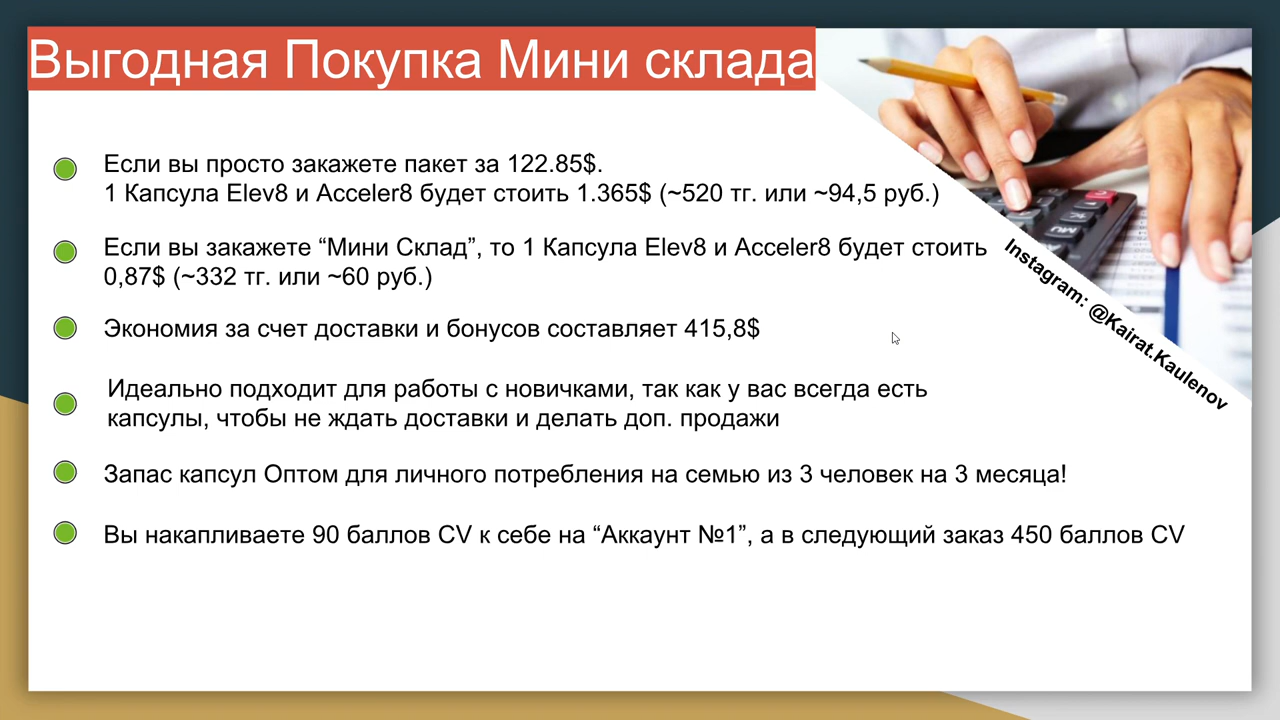 Выгодная Покупка Мини склада
Если вы просто закажете пакет за 122.85$.
1 Капсула Elev8 и Acceler8 будет стоить 1.365$ (~520 тг. или ~94,5 руб.)
Если вы закажете “Мини Склад”, то 1 Капсула Elev8 и Acceler8 будет стоить
0,87$ (~332 тг. или ~60 руб.)
Экономия за счет доставки и бонусов составляет 415,8$
Идеально подходит для работы с новичками, так как у вас всегда есть
капсулы, чтобы не ждать доставки и делать доп. продажи
Запас капсул Оптом для личного потребления на семью из 3 человек на 3 месяца!
Вы накапливаете 90 баллов CV к себе на “Аккаунт №1”, а в следующий заказ 450 баллов CV
Instagram: @Kairat.Kaulenov